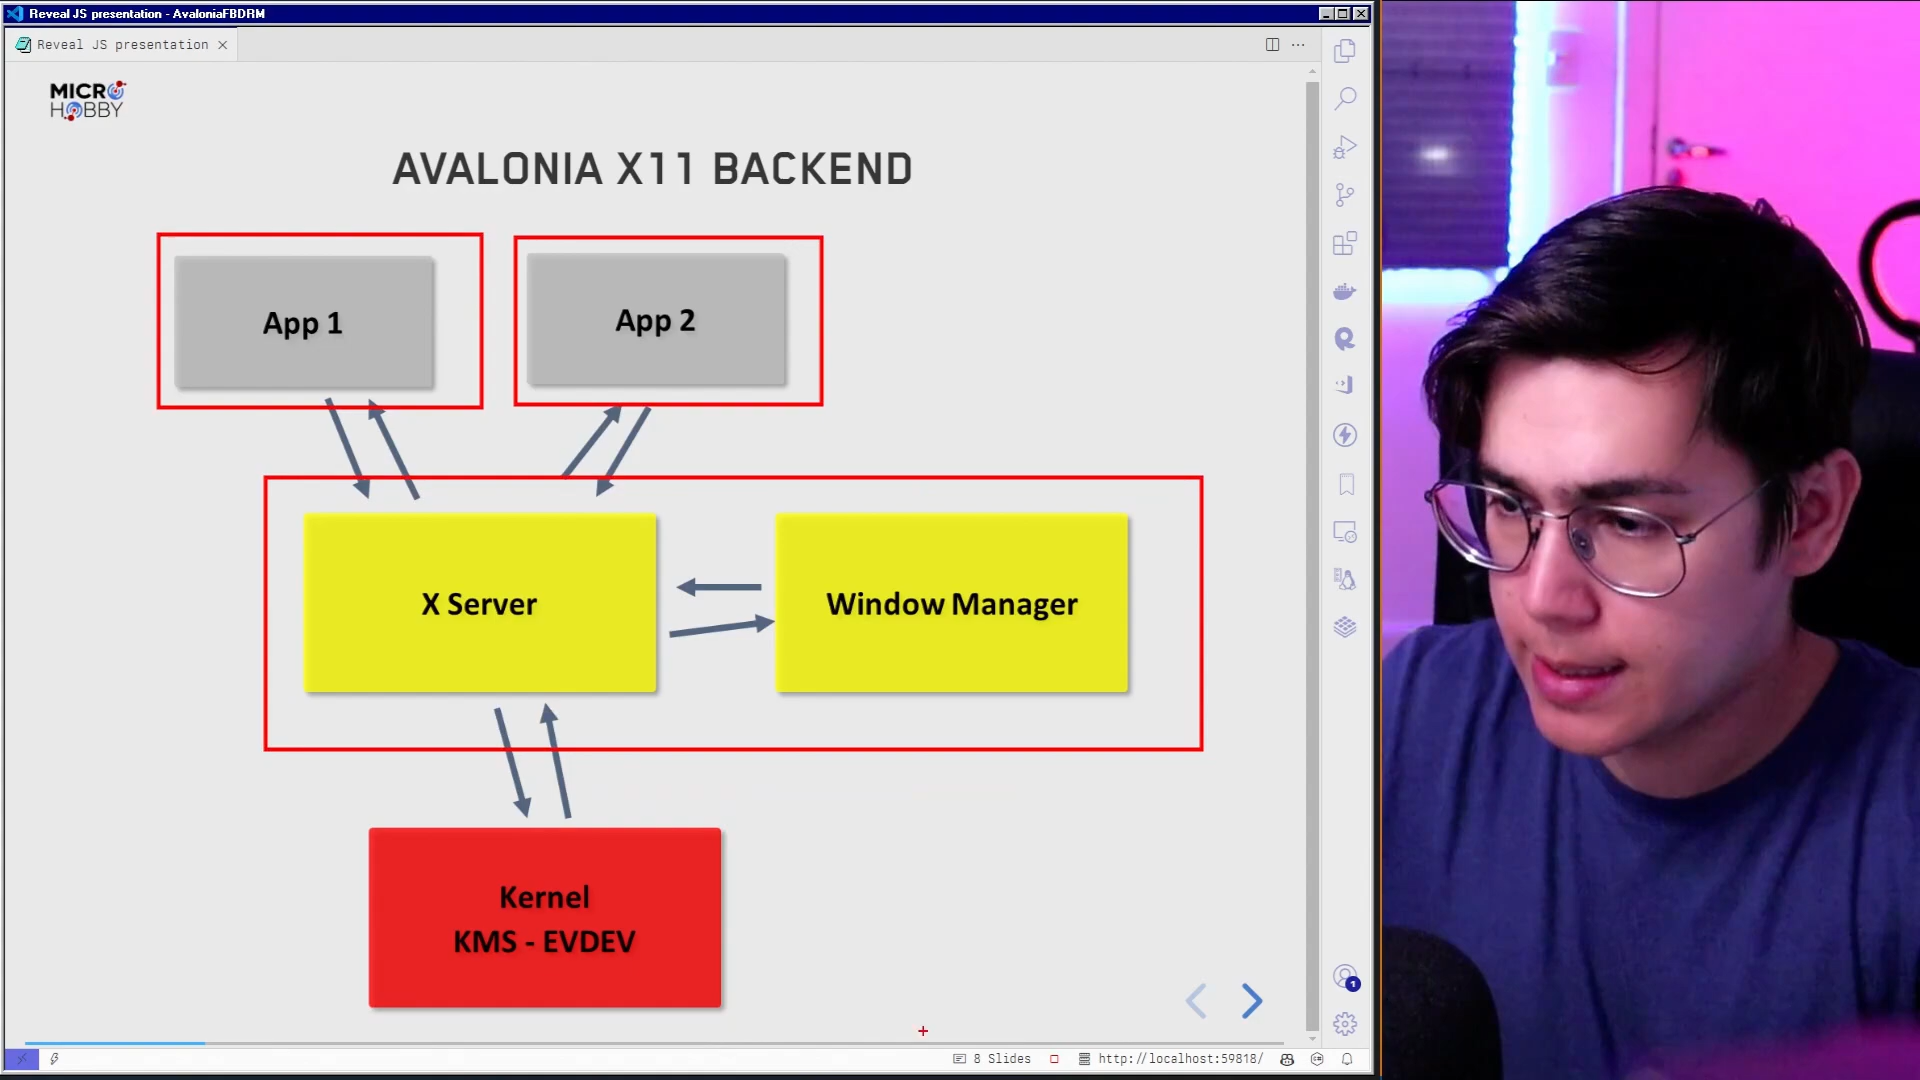 Reveal JS presentation - AvaloniaFBDRM
Reveal JS presentation
MICRO
HOBBY
AVALONIA X11 BACKEND
App 1
App 2
X Server
Window Manager
Kernel
KMS - EVDEV
1
8 Slides
http://localhost:59818/